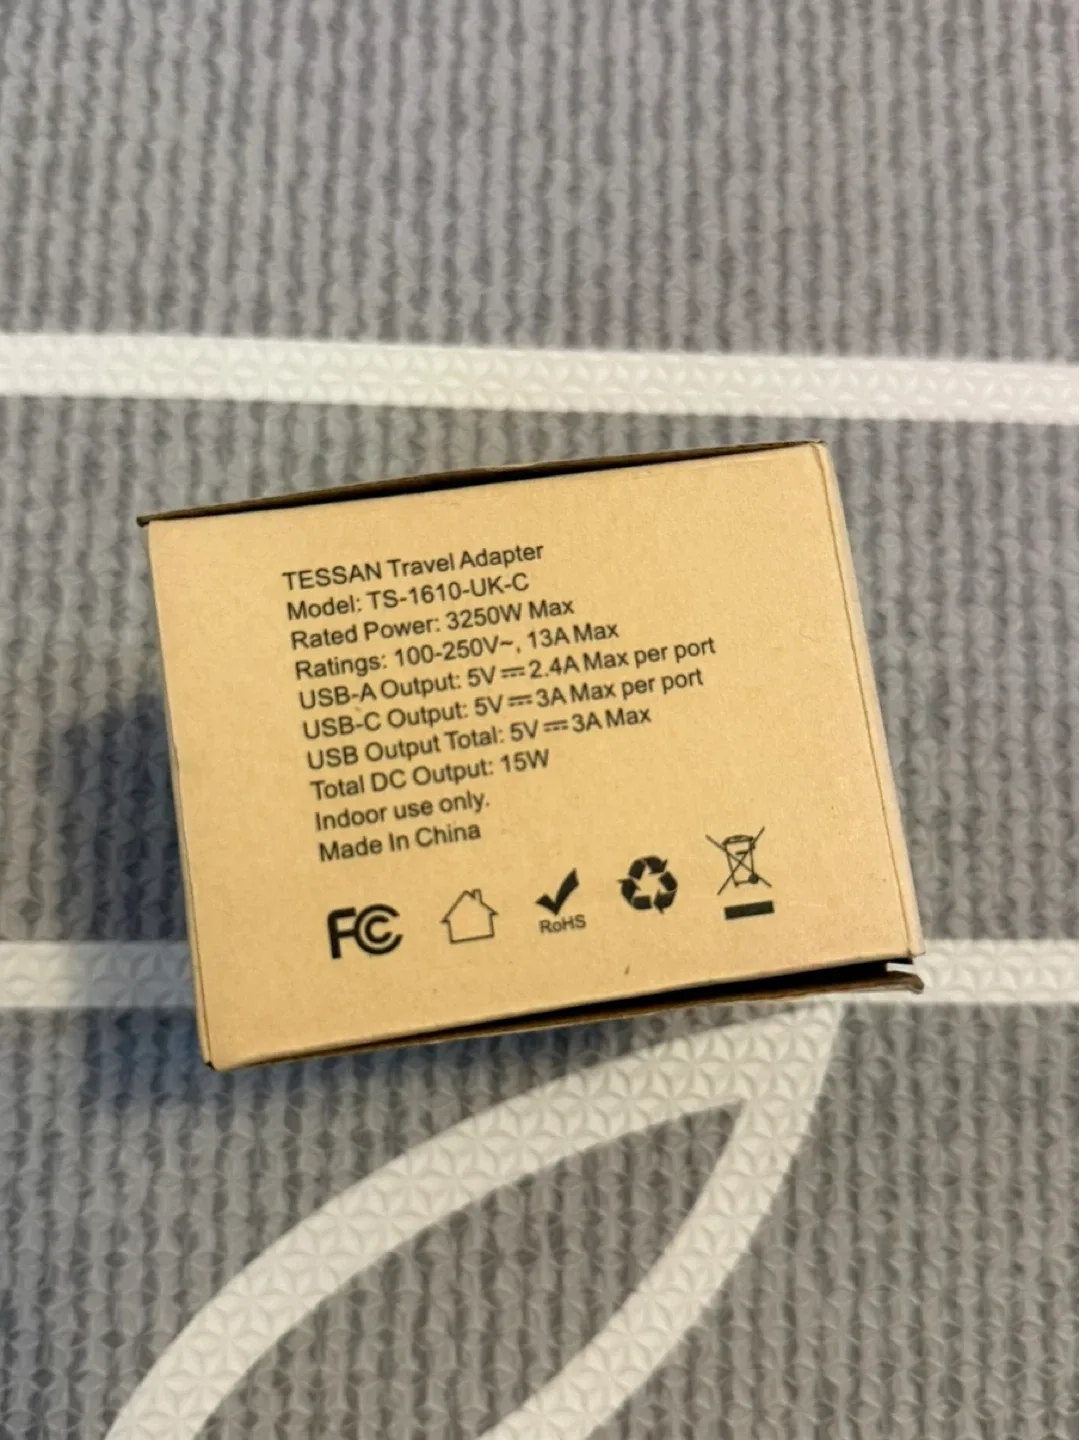 TESSAN Travel Adapter
Model: TS-1610-UK-C
Rated Power: 3250W Max
Ratings: 100-250V~, 13A Max
USB-A Output: 5V⎓2.4A Max per port
USB-C Output: 5V⎓3A Max per port
USB Output Total: 5V⎓3A Max
Total DC Output: 15W
Indoor use only.
Made In China
FC
RoHS